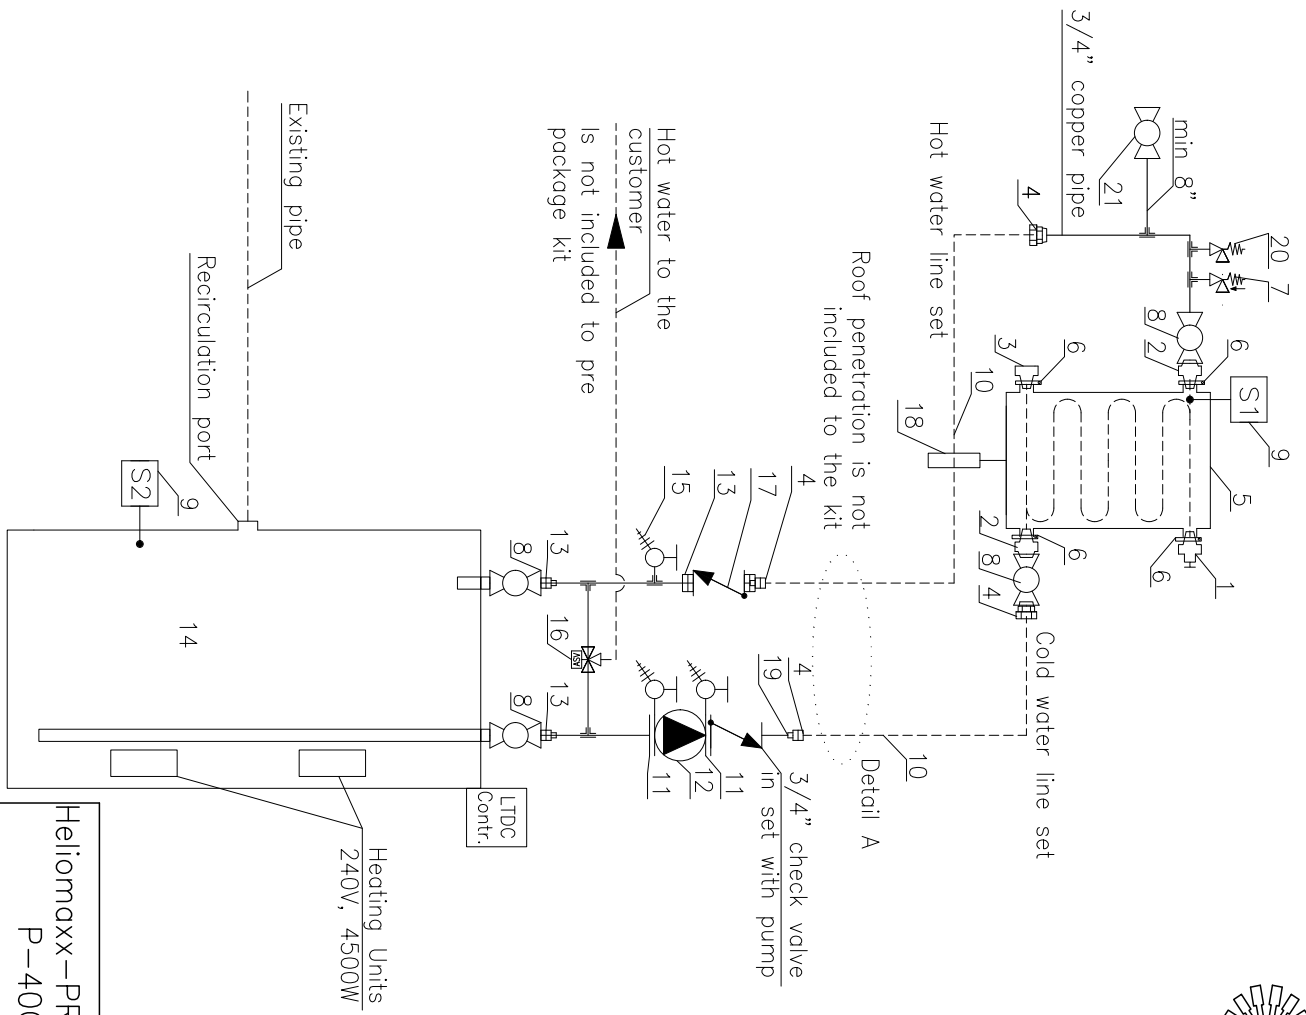 3/4" copper pipe
min 8"
21
20
7
8
2
6
S1
9
5
4
3
6
10
18
1
6
6
2
8
4
Hot water line set
Cold water line set
Roof penetration is not
included to the kit
Detail A
10
4
17
13
15
4
19
3/4" check valve
in set with pump
11
12
11
Hot water to the
customer
Is not included to pre
package kit
13
8
16
ASV
13
8
LTDC
Contr.
Existing pipe
Recirculation port
9
S2
14
Heating Units
240V, 4500W